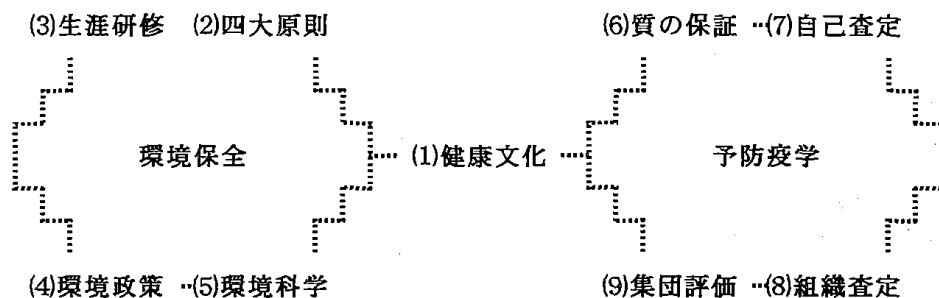 (3)生涯研修 (2)四大原則 (6)質の保証 (7)自己査定
環境保全 (1)健康文化 予防疫学
(4)環境政策 (5)環境科学 (9)集団評価 (8)組織査定